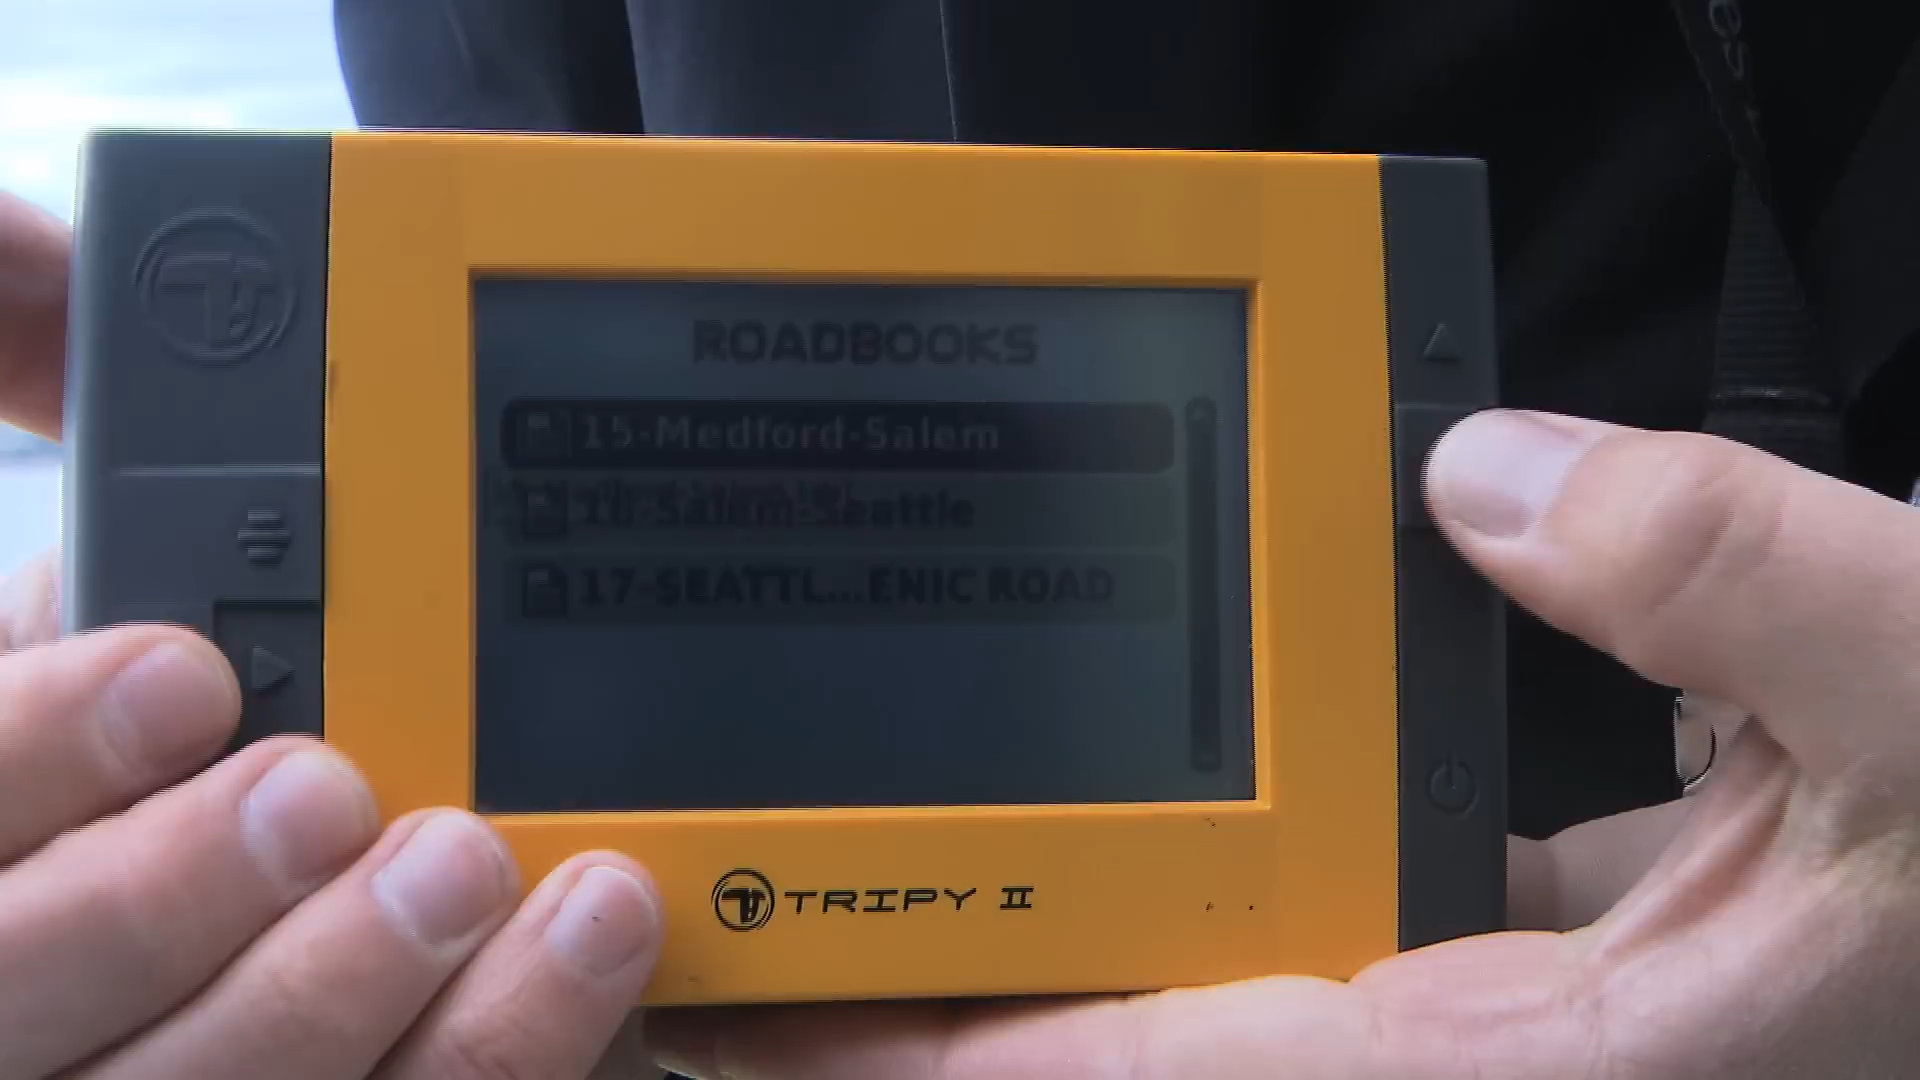 ROADBOOKS
15-Medford-Salem
16-Salem-Seattle
17-SEATTL...ENIC ROAD
TRIPY II